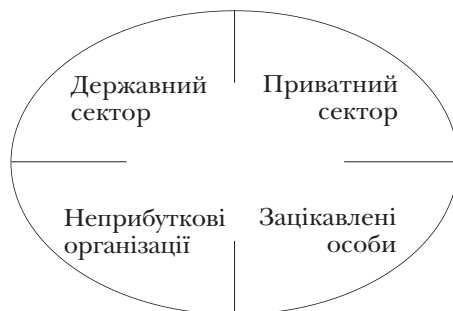 Державний
сектор
Приватний
сектор
Неприбуткові
організації
Зацікавлені
особи